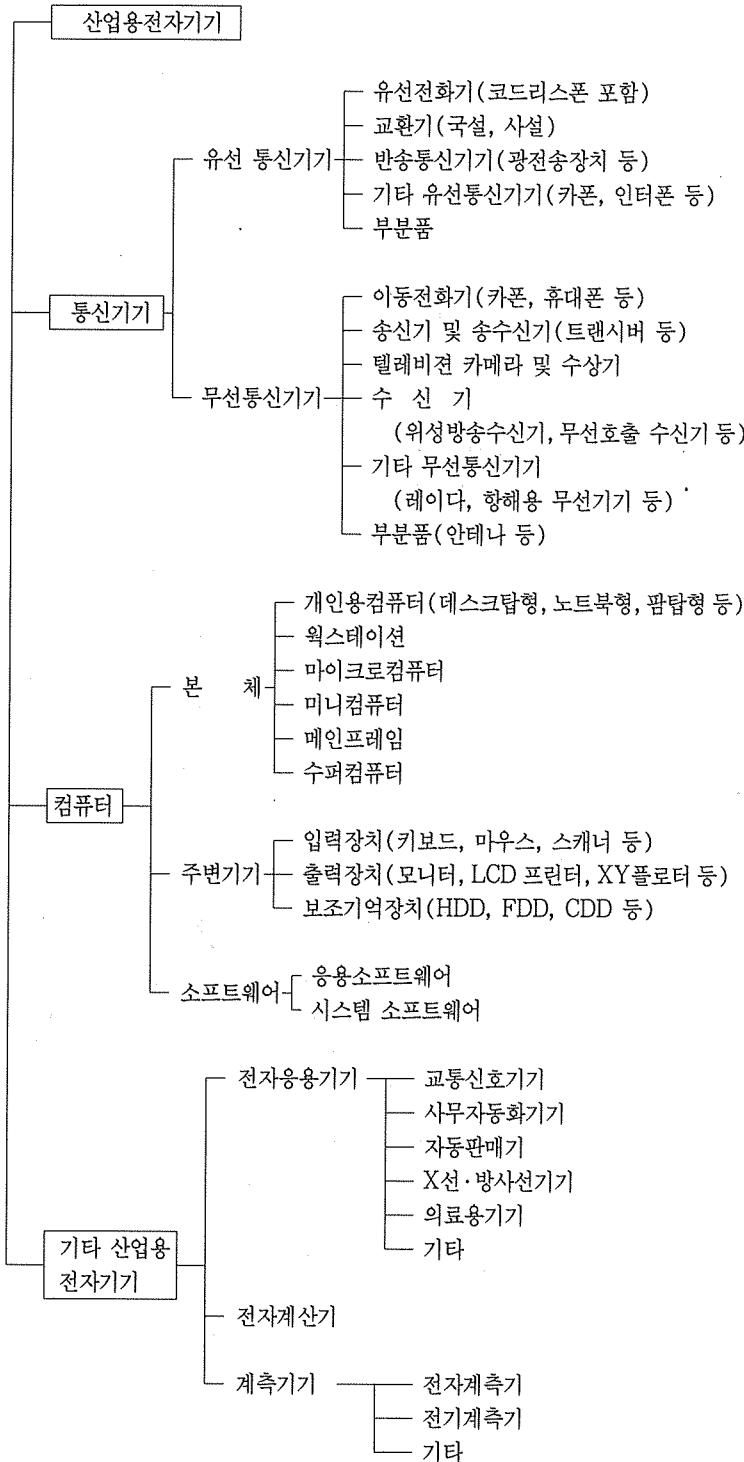 산업용전자기기
유선전화기(코드리스폰 포함)
교환기(국설, 사설)
유선 통신기기
반송통신기기(광전송장치 등)
기타 유선통신기기(카폰, 인터폰 등)
부분품
통신기기
이동전화기(카폰, 휴대폰 등)
송신기 및 송수신기(트랜시버 등)
텔레비젼 카메라 및 수상기
무선통신기기
수 신 기
(위성방송수신기, 무선호출 수신기 등)
기타 무선통신기기
(레이다, 항해용 무선기기 등)
부분품(안테나 등)
개인용컴퓨터(데스크탑형, 노트북형, 팜탑형 등)
웍스테이션
마이크로컴퓨터
본 체
미니컴퓨터
메인프레임
수퍼컴퓨터
컴퓨터
입력장치(키보드, 마우스, 스캐너 등)
주변기기
출력장치(모니터, LCD 프린터, XY플로터 등)
보조기억장치(HDD, FDD, CDD 등)
소프트웨어
응용소프트웨어
시스템 소프트웨어
전자응용기기
교통신호기기
사무자동화기기
자동판매기
X선·방사선기기
의료용기기
기타
기타 산업용
전자기기
전자계산기
계측기기
전자계측기
전기계측기
기타